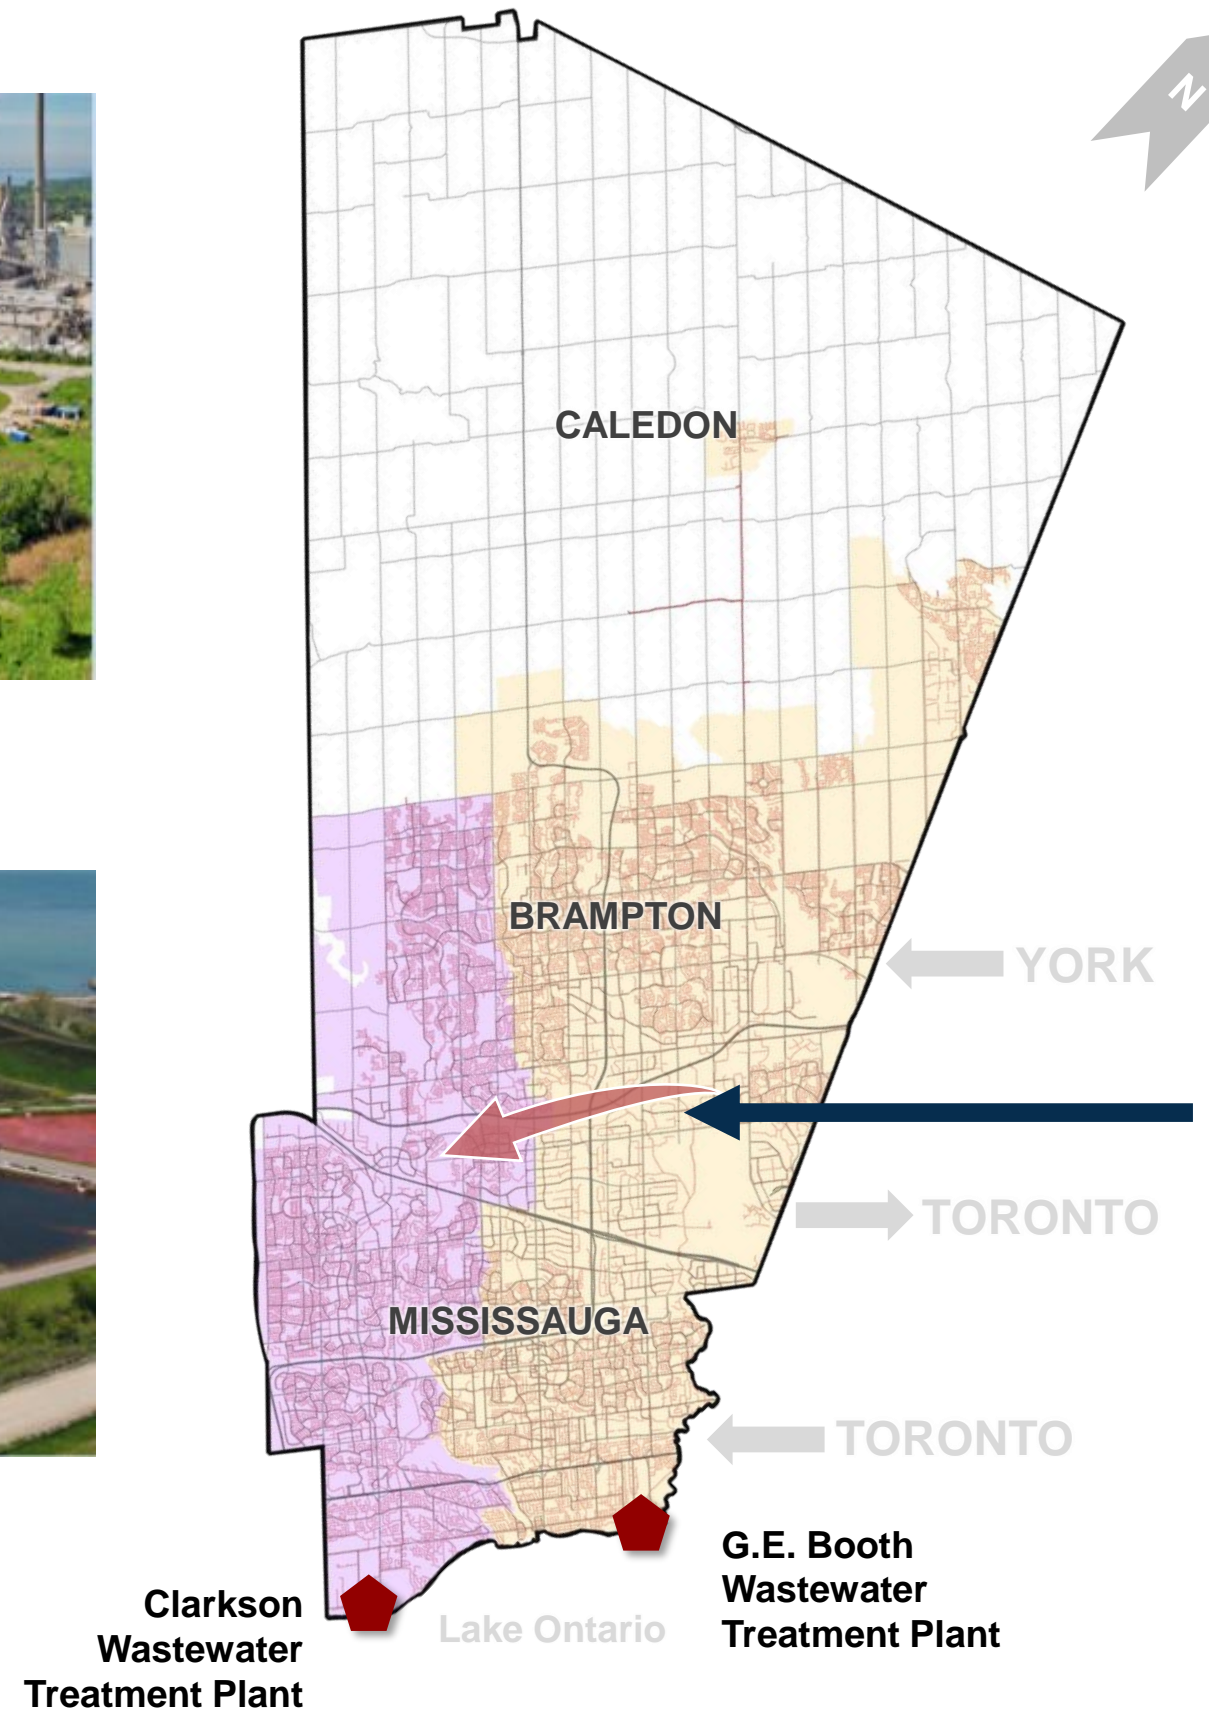 N
CALEDON
BRAMPTON
YORK
TORONTO
MISSISSAUGA
TORONTO
G.E. Booth
Wastewater
Treatment Plant
Clarkson
Wastewater
Treatment Plant
Lake Ontario